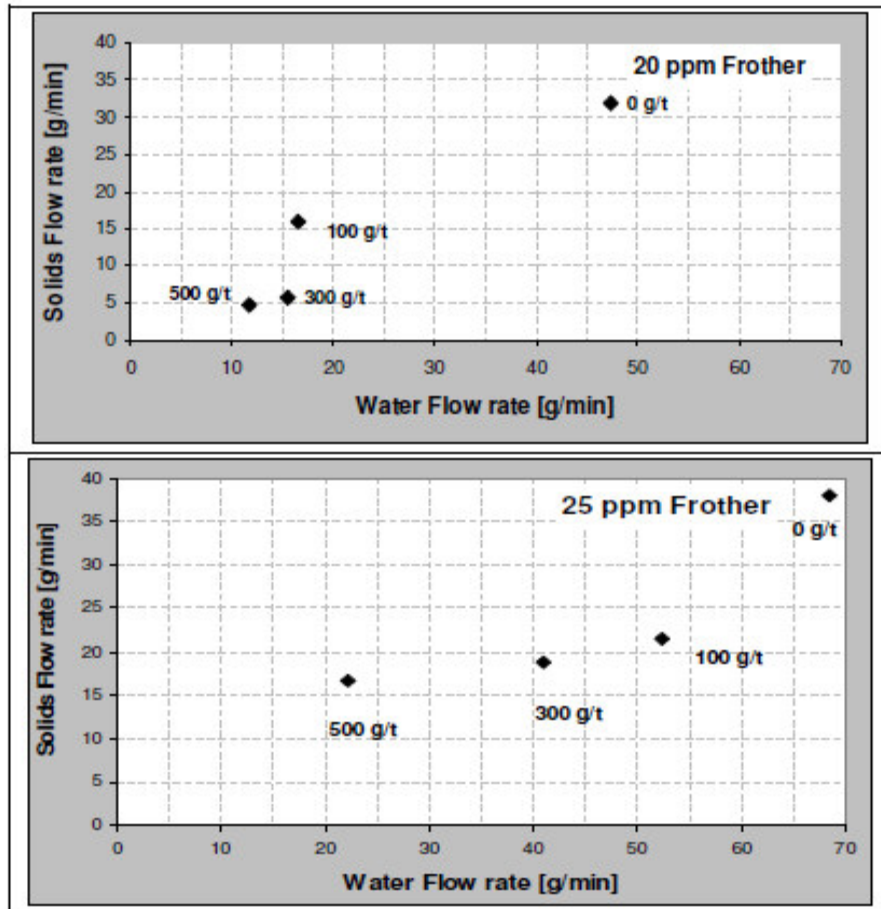 40
20 ppm Frother
35
0 g/t
30
25
20
15
100 g/t
10
500 g/t
300 g/t
5
0
0 10 20 30 40 50 60 70
Solids Flow rate [g/min]
Water Flow rate [g/min]
40
25 ppm Frother
35
0 g/t
30
25
20
100 g/t
15
300 g/t
10
500 g/t
5
0
0 10 20 30 40 50 60 70
Solids Flow rate [g/min]
Water Flow rate [g/min]